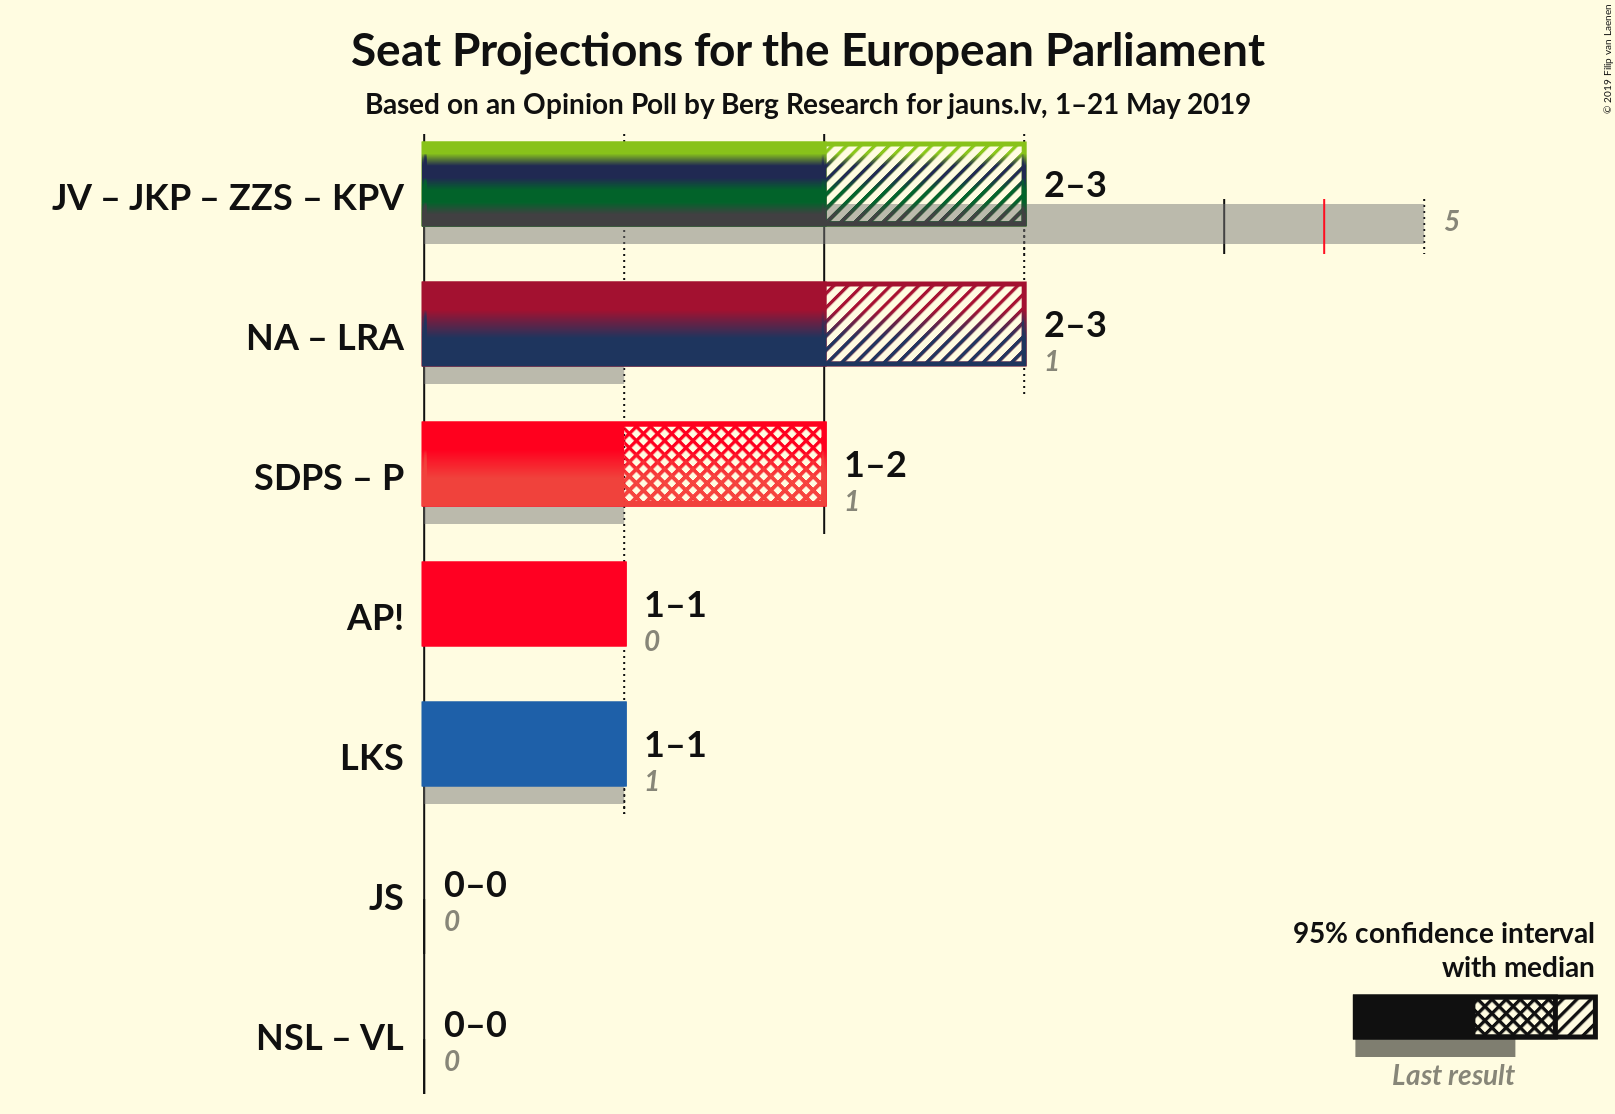 Seat Projections for the European Parliament
Based on an Opinion Poll by Berg Research for jauns.lv, 1–21 May 2019
© 2019 Filip van Laenen
JV – JKP – ZZS – KPV
2–3
5
NA – LRA
2–3
1
SDPS – P
1–2
1
AP!
1–1
0
LKS
1–1
1
JS
0–0
0
NSL – VL
0–0
0
95% confidence interval
with median
Last result